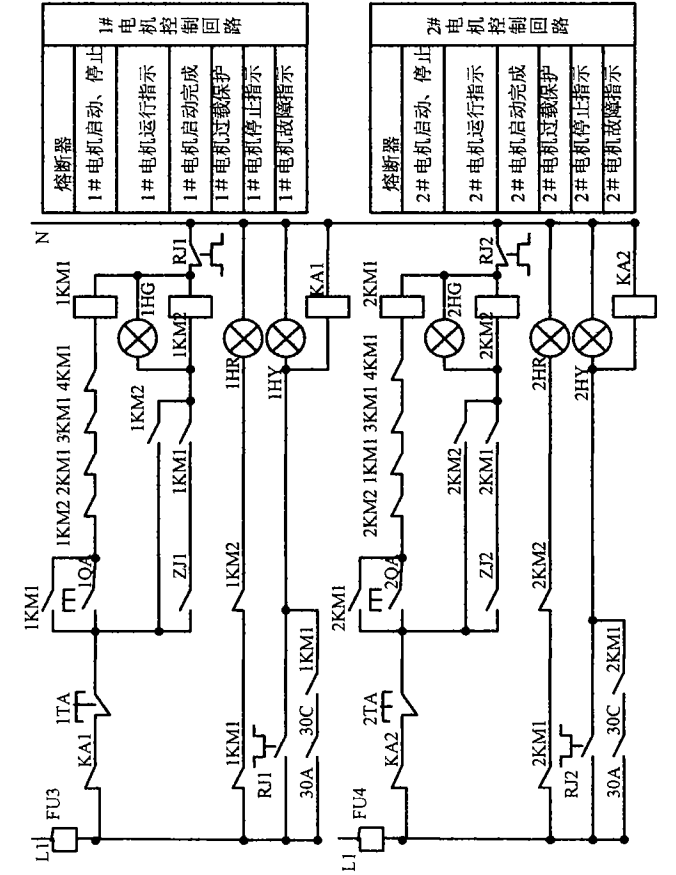 1#电机控制回路
熔断器
1#电机启动、停止
1#电机运行指示
1#电机启动完成
1#电机过载保护
1#电机停止指示
1#电机故障指示
N
1KM1
1HG
1KM2
RJ1
1HR
1HY
KA1
1KM2 2KM1 3KM1 4KM1
1KM2
1KM1
1KM1
1QA
ZJ1
1KM2
1KM1
1TA
KA1
1KM1
RJ1
30A
30C
L1
FU3
2#电机控制回路
熔断器
2#电机启动、停止
2#电机运行指示
2#电机启动完成
2#电机过载保护
2#电机停止指示
2#电机故障指示
2KM1
2HG
2KM2
RJ2
2HR
2HY
KA2
2KM2 1KM1 3KM1 4KM1
2KM2
2KM1
2KM1
2QA
ZJ2
2KM2
2KM1
2TA
KA2
2KM1
RJ2
30A
30C
L1
FU4